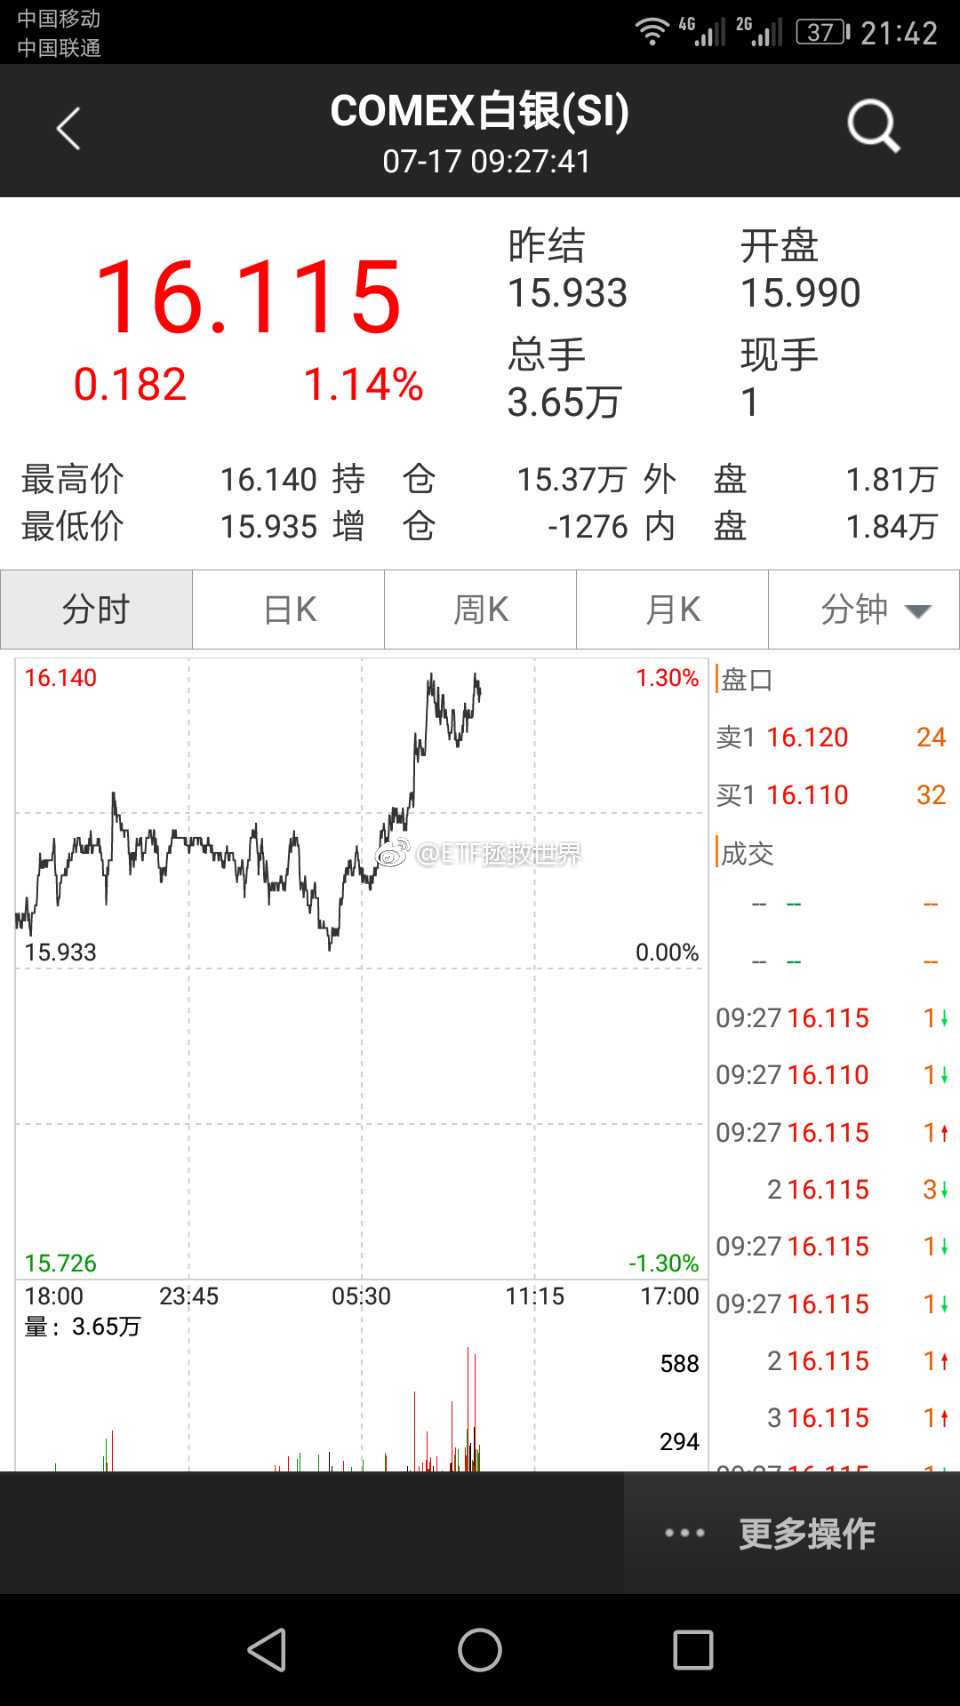 中国移动
中国联通
4G 2G 37 21:42
COMEX白银(SI)
07-17 09:27:41
16.115
0.182 1.14%
昨结 开盘
15.933 15.990
总手 现手
3.65万 1
最高价 16.140 持仓 15.37万 外盘 1.81万
最低价 15.935 增仓 -1276 内盘 1.84万
分时 日K 周K 月K 分钟
16.140 1.30%
15.933 0.00%
15.726 -1.30%
18:00 23:45 05:30 11:15 17:00
量: 3.65万
588
294
@ETF拯救世界
盘口
卖1 16.120 24
买1 16.110 32
成交
-- -- --
-- -- --
09:27 16.115 1↓
09:27 16.110 1↓
09:27 16.115 1↑
2 16.115 3↓
09:27 16.115 1↓
09:27 16.115 1↓
2 16.115 1↑
3 16.115 1↑
09:27 16.115 1↓
··· 更多操作